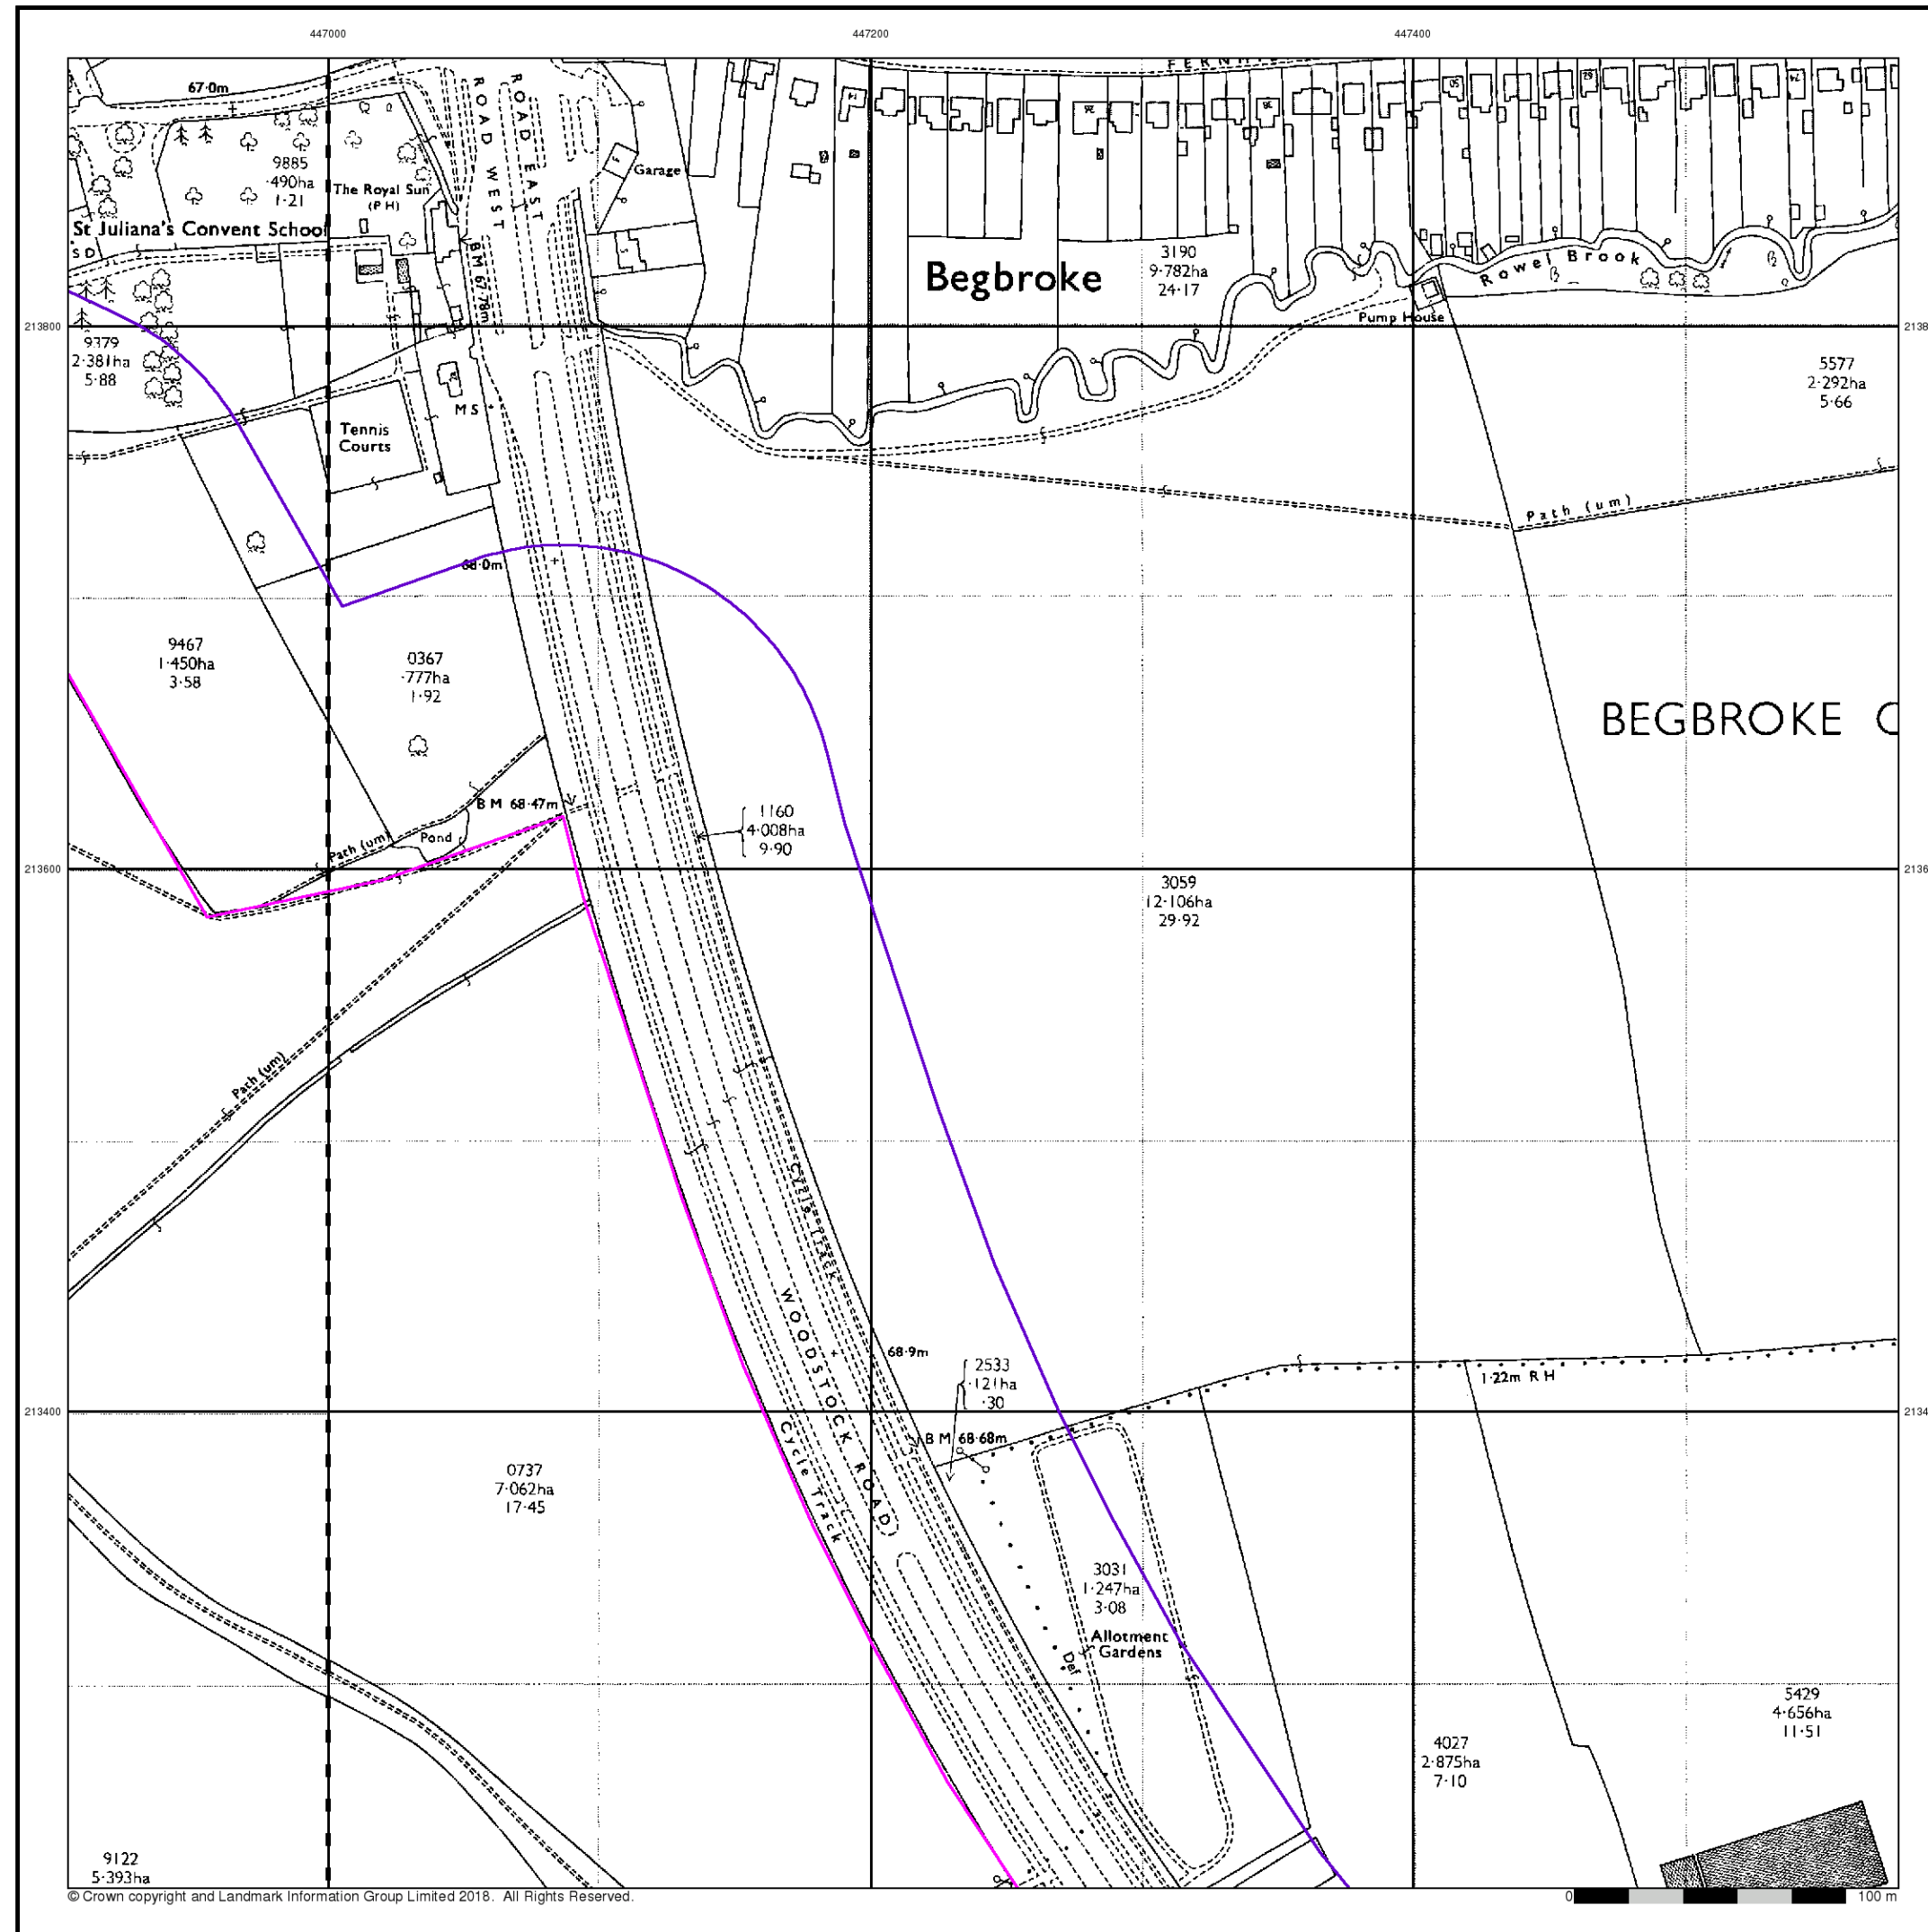 447000
447200
447400
FERNH
67·0m
ROAD WEST
ROAD EAST
9885
·490ha
1·21
The Royal Sun
(P H)
Garage
St Juliana's Convent School
S D
B M 67·78m
Begbroke
3190
9·782ha
24·17
Rowel Brook
Pump House
213800
2138
9379
2·381ha
5·88
5577
2·292ha
5·66
M S
Tennis
Courts
Path (um)
68·0m
9467
1·450ha
3·58
0367
·777ha
1·92
BEGBROKE C
B M 68·47m
Path (um)
Pond
1160
4·008ha
9·90
213600
2136
3059
12·106ha
29·92
Path (um)
Cycle Track
WOODSTOCK ROAD
68·9m
2533
·121ha
·30
1·22m R H
213400
2134
B M 68·68m
Cycle Track
0737
7·062ha
17·45
3031
1·247ha
3·08
Allotment
Gardens
Def
5429
4·656ha
11·51
4027
2·875ha
7·10
9122
5·393ha
© Crown copyright and Landmark Information Group Limited 2018. All Rights Reserved.
0
100 m